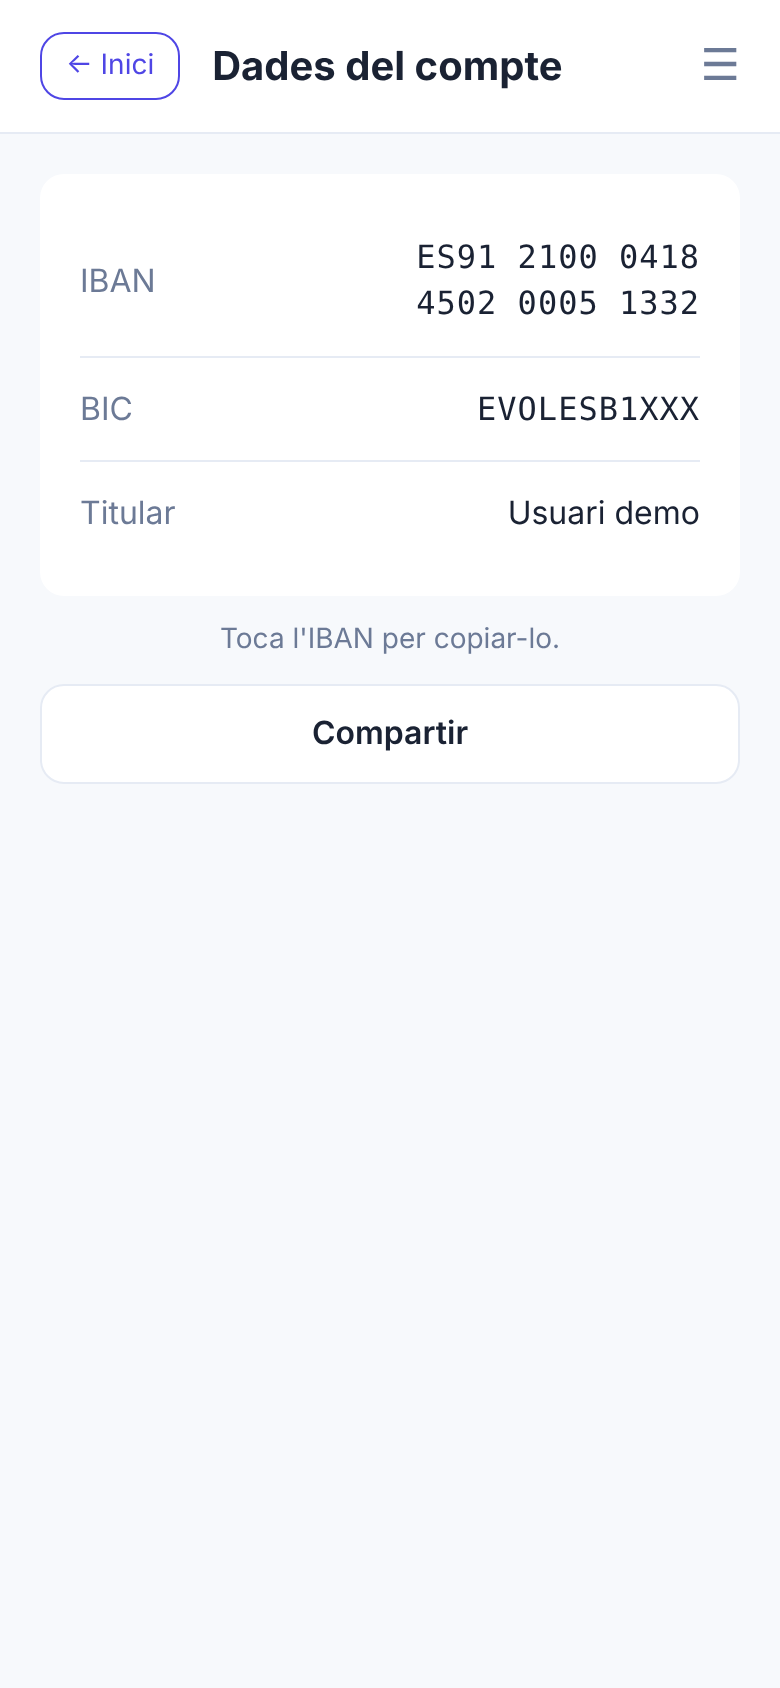 ← Inici
Dades del compte
IBAN
ES91 2100 0418
4502 0005 1332
BIC
EVOLESB1XXX
Titular
Usuari demo
Toca l'IBAN per copiar-lo.
Compartir